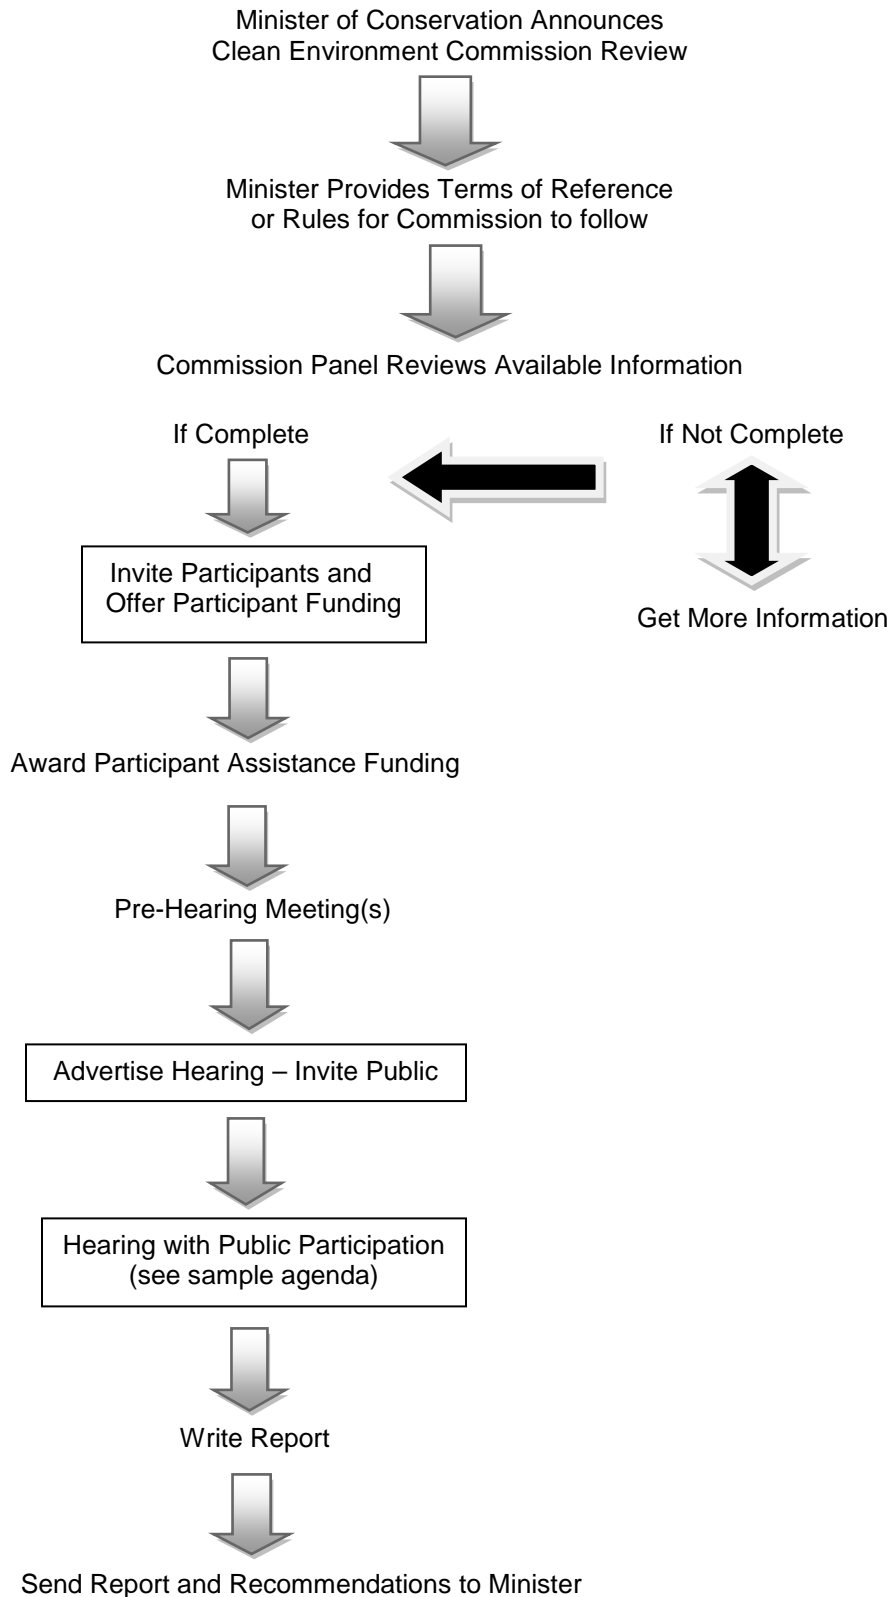 Minister of Conservation Announces
Clean Environment Commission Review
Minister Provides Terms of Reference
or Rules for Commission to follow
Commission Panel Reviews Available Information
If Complete
If Not Complete
Invite Participants and
Offer Participant Funding
Get More Information
Award Participant Assistance Funding
Pre-Hearing Meeting(s)
Advertise Hearing – Invite Public
Hearing with Public Participation
(see sample agenda)
Write Report
Send Report and Recommendations to Minister